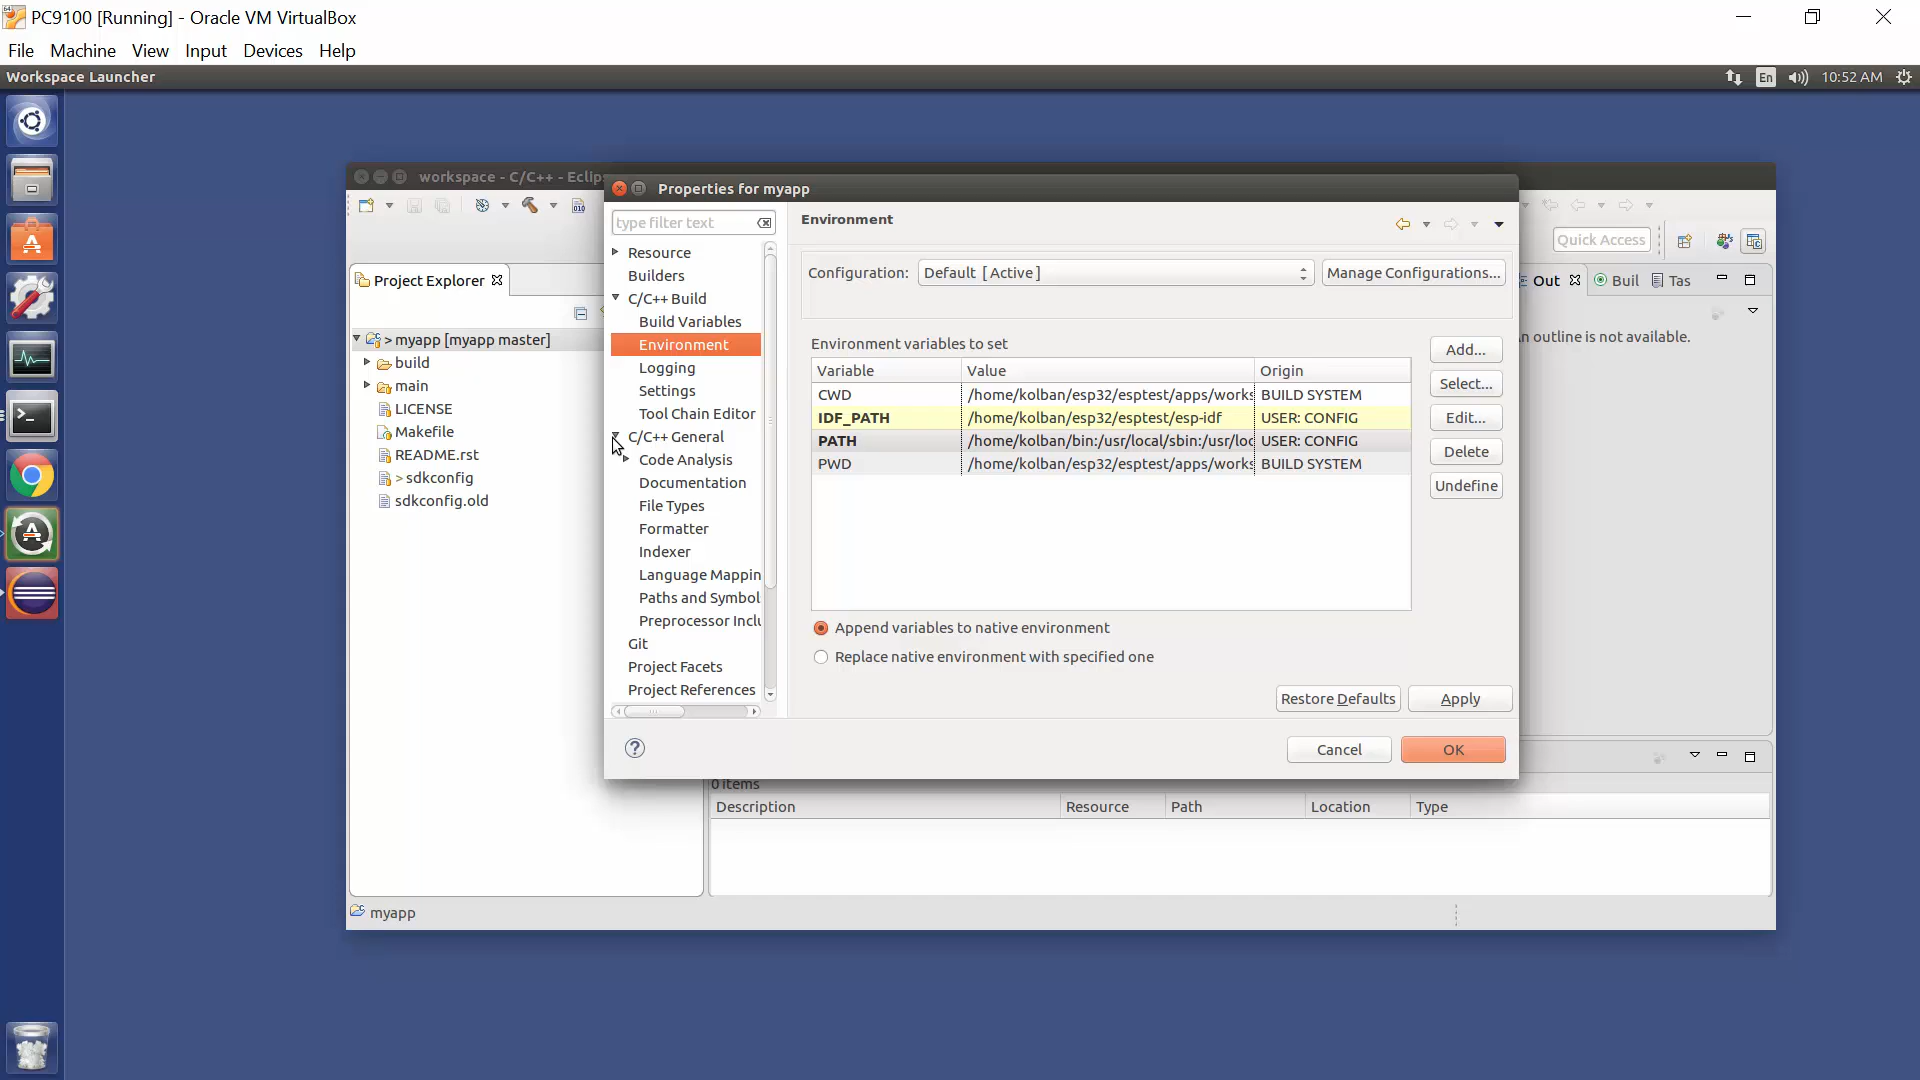 PC9100 [Running] - Oracle VM VirtualBox
File Machine View Input Devices Help
Workspace Launcher
En
10:52 AM
workspace - C/C++ - Eclip
Properties for myapp
type filter text
Resource
Builders
C/C++ Build
Build Variables
Environment
Logging
Settings
Tool Chain Editor
C/C++ General
Code Analysis
Documentation
File Types
Formatter
Indexer
Language Mappin
Paths and Symbol
Preprocessor Inclu
Git
Project Facets
Project References
Environment
Configuration: Default [ Active ] Manage Configurations...
Environment variables to set
Variable Value Origin
CWD /home/kolban/esp32/esptest/apps/works BUILD SYSTEM
IDF_PATH /home/kolban/esp32/esptest/esp-idf USER: CONFIG
PATH /home/kolban/bin:/usr/local/sbin:/usr/loc USER: CONFIG
PWD /home/kolban/esp32/esptest/apps/works BUILD SYSTEM
Add...
Select...
Edit...
Delete
Undefine
Append variables to native environment
Replace native environment with specified one
Restore Defaults Apply
Cancel OK
Project Explorer
> myapp [myapp master]
build
main
LICENSE
Makefile
README.rst
> sdkconfig
sdkconfig.old
010
Quick Access
Out Buil Tas
An outline is not available.
0 items
Description Resource Path Location Type
myapp